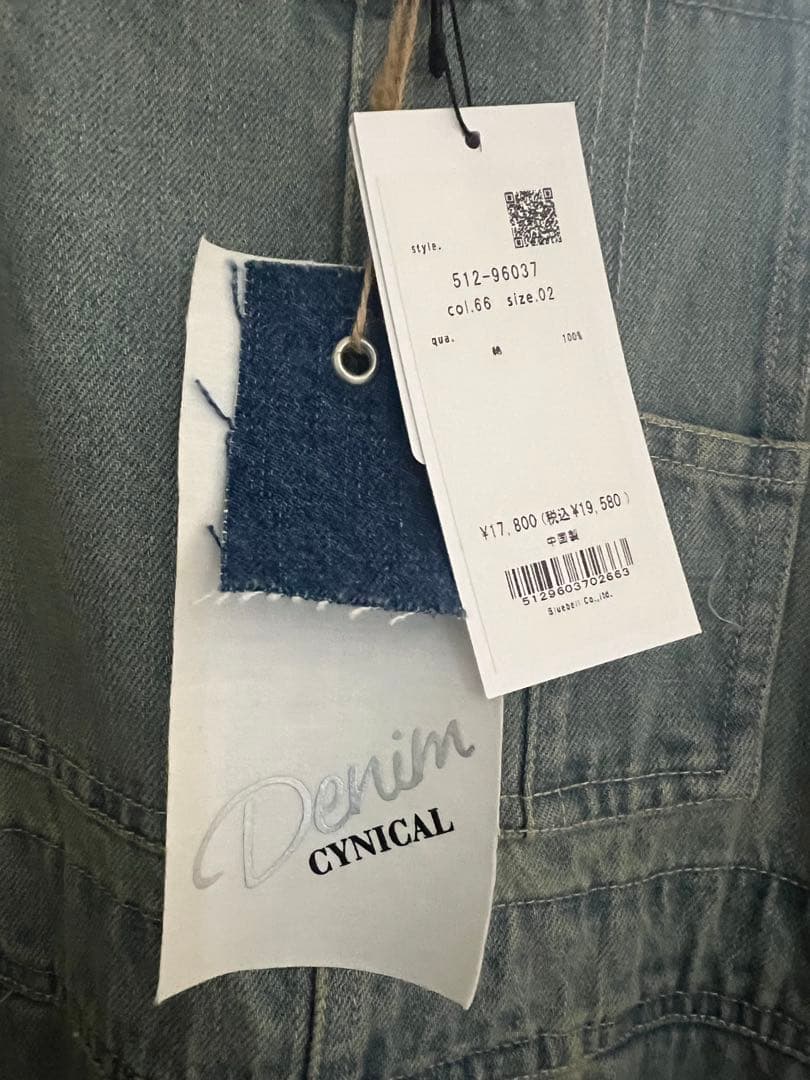 style.
512-96037
col.66 size.02
qua.
綿 100%
¥17,800(税込¥19,580)
中国製
5129603702663
Bluebell Co.,ltd.
Denim
CYNICAL